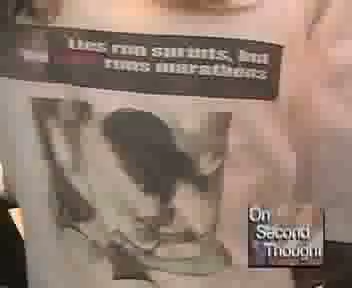 Lies run sprints, but
runs marathons
On
Second
Thought